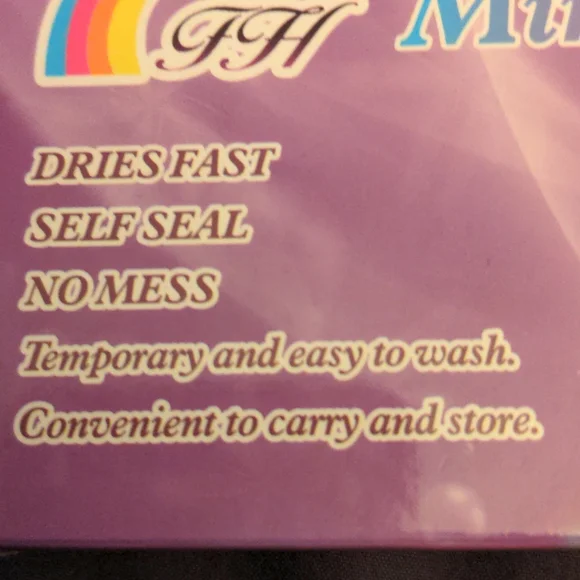 FH
DRIES FAST
SELF SEAL
NO MESS
Temporary and easy to wash.
Convenient to carry and store.